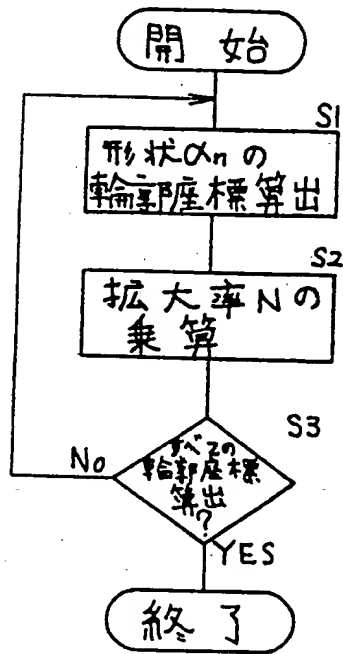 開始
S1
形状αnの
輪郭座標算出
S2
拡大率Nの
乗算
S3
すべての
輪郭座標
算出
?
No
YES
終了